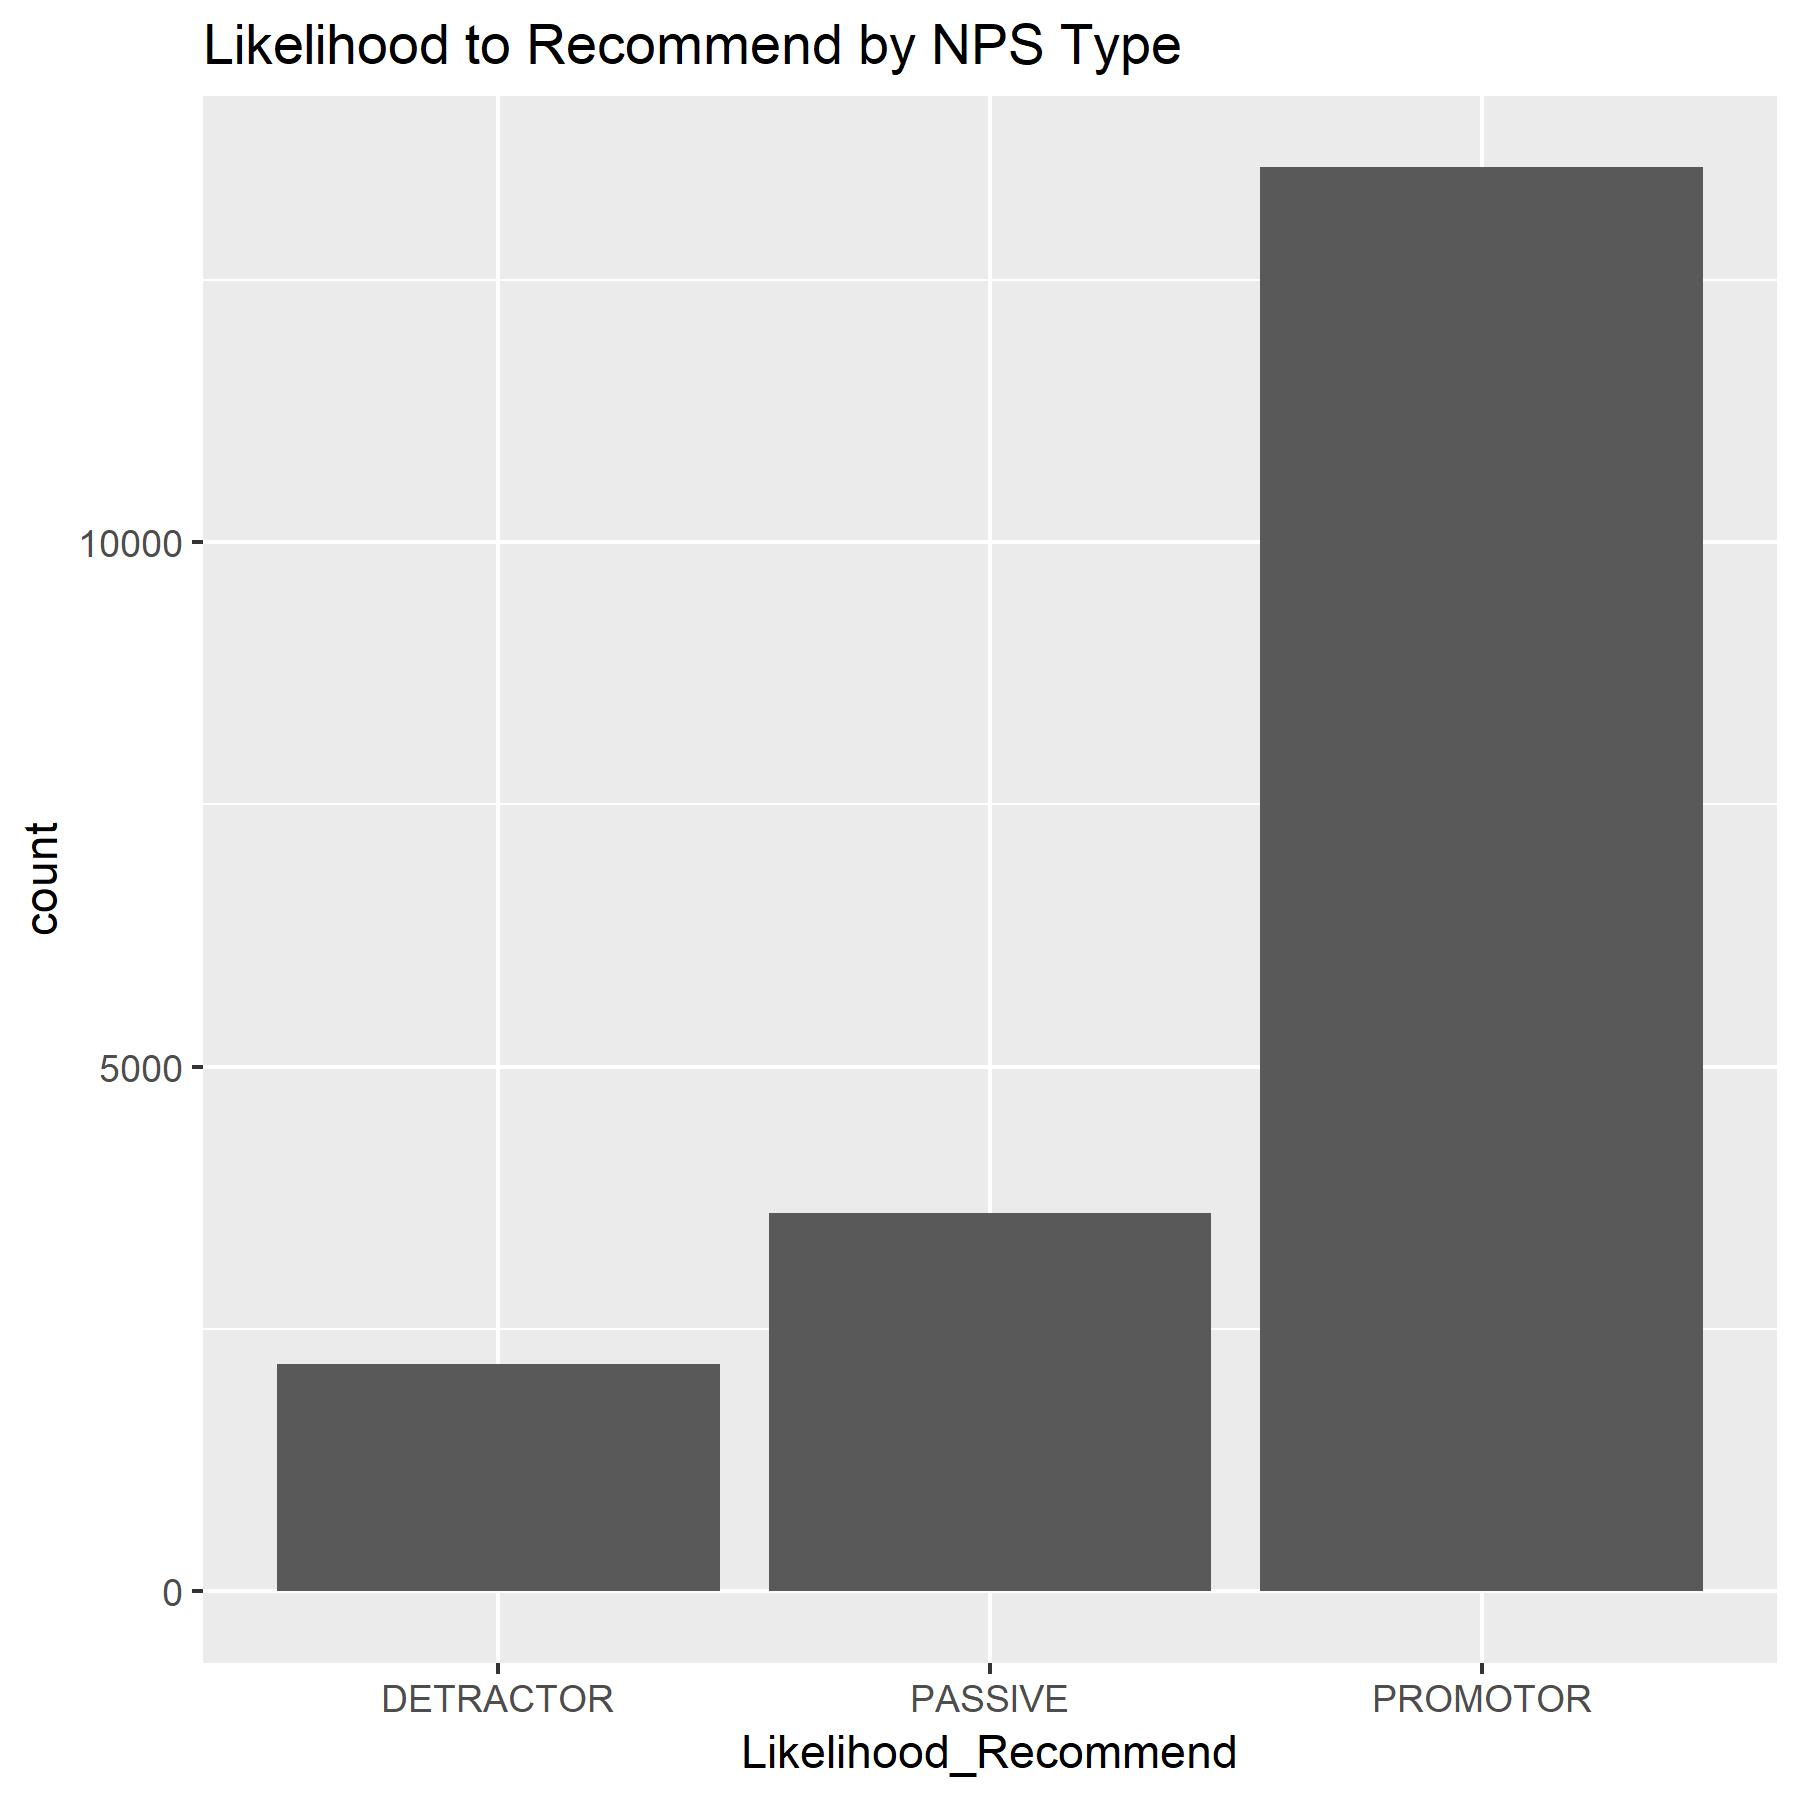 Likelihood to Recommend by NPS Type
count
10000
5000
0
DETRACTOR
PASSIVE
PROMOTOR
Likelihood_Recommend